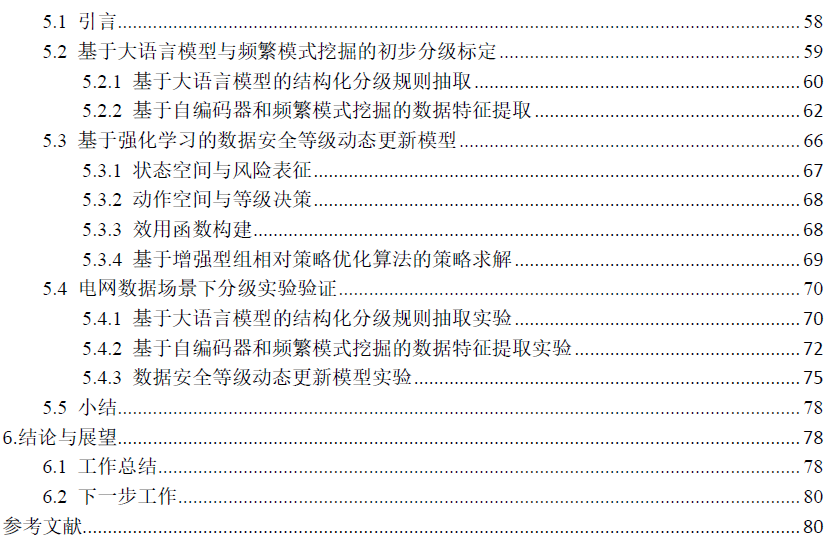 5.1 引言 58
5.2 基于大语言模型与频繁模式挖掘的初步分级标定 59
5.2.1 基于大语言模型的结构化分级规则抽取 60
5.2.2 基于自编码器和频繁模式挖掘的数据特征提取 62
5.3 基于强化学习的数据安全等级动态更新模型 66
5.3.1 状态空间与风险表征 67
5.3.2 动作空间与等级决策 68
5.3.3 效用函数构建 68
5.3.4 基于增强型组相对策略优化算法的策略求解 69
5.4 电网数据场景下分级实验验证 70
5.4.1 基于大语言模型的结构化分级规则抽取实验 70
5.4.2 基于自编码器和频繁模式挖掘的数据特征提取实验 72
5.4.3 数据安全等级动态更新模型实验 75
5.5 小结 78
6.结论与展望 78
6.1 工作总结 78
6.2 下一步工作 80
参考文献 80